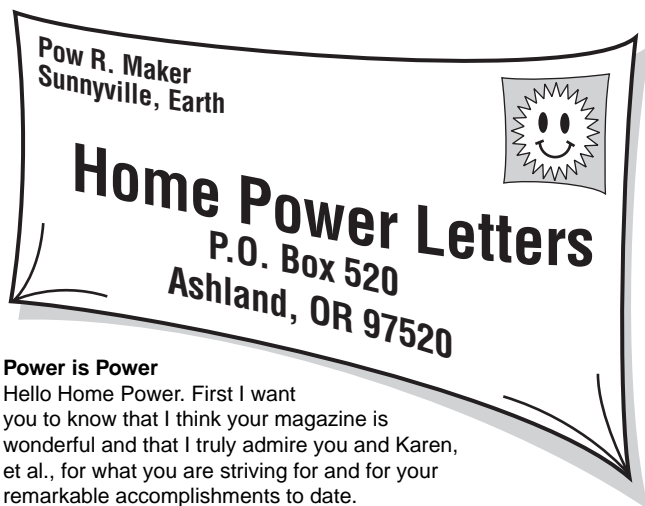 Pow R. Maker
Sunnyville, Earth
Home Power Letters
P.O. Box 520
Ashland, OR 97520
Power is Power
Hello Home Power. First I want
you to know that I think your magazine is
wonderful and that I truly admire you and Karen,
et al., for what you are striving for and for your
remarkable accomplishments to date.